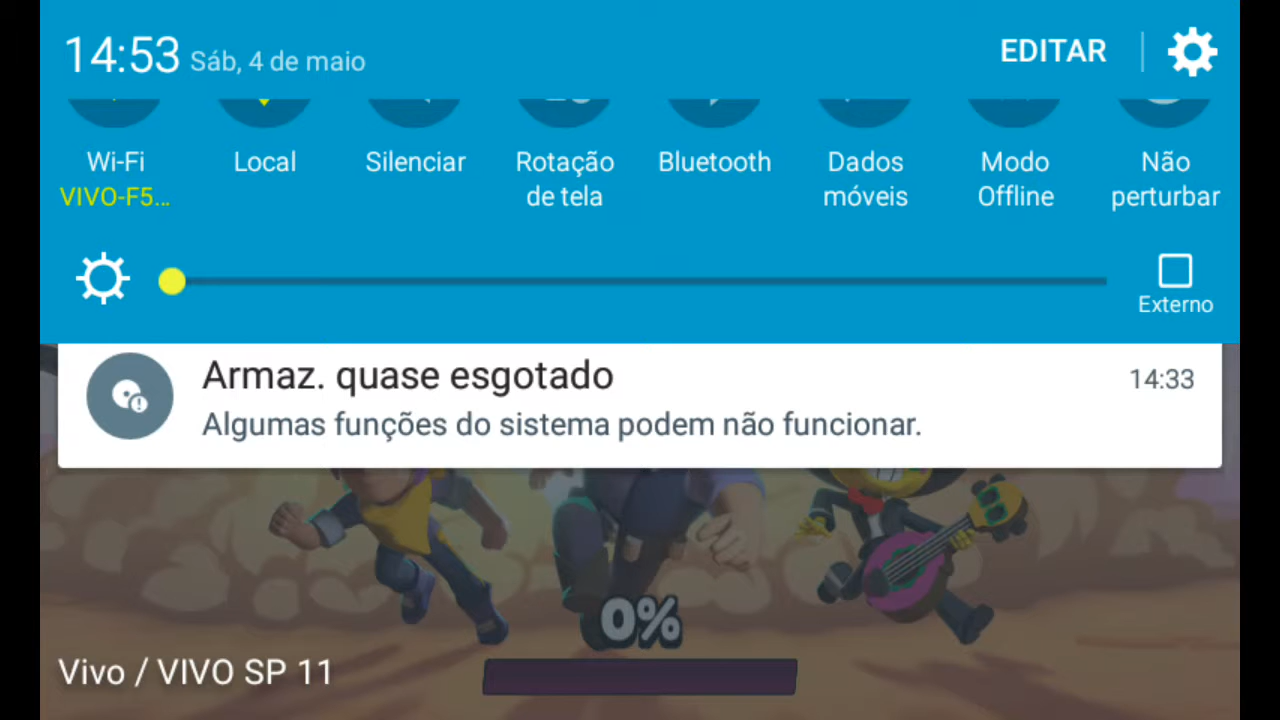 14:53 Sáb, 4 de maio EDITAR
Wi-Fi Local Silenciar Rotação Bluetooth Dados Modo Não
VIVO-F5... de tela móveis Offline perturbar
Externo
Armaz. quase esgotado 14:33
Algumas funções do sistema podem não funcionar.
0%
Vivo / VIVO SP 11